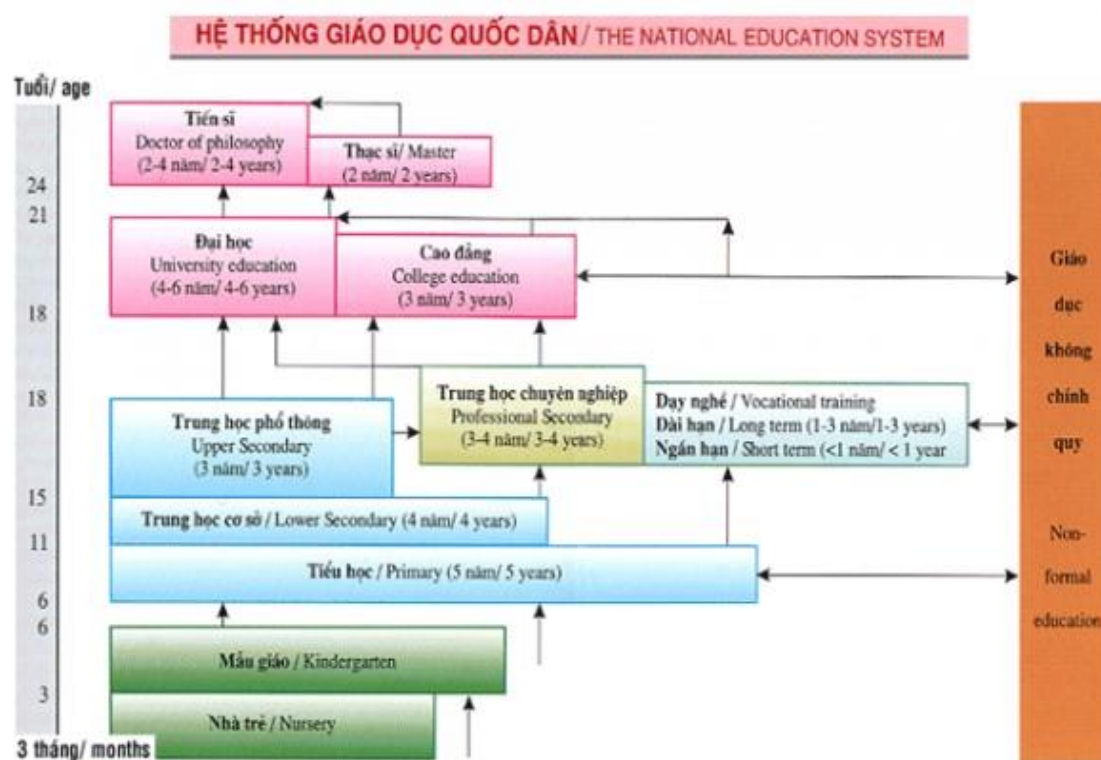 HỆ THỐNG GIÁO DỤC QUỐC DÂN/ THE NATIONAL EDUCATION SYSTEM
Tuổi/ age
Tiến sĩ
Doctor of philosophy
(2-4 năm/ 2-4 years)
Thạc sĩ/ Master
(2 năm/ 2 years)
24
21
Đại học
University education
(4-6 năm/ 4-6 years)
Cao đẳng
College education
(3 năm/ 3 years)
18
18
Trung học phổ thông
Upper Secondary
(3 năm/ 3 years)
Trung học chuyên nghiệp
Professional Secondary
(3-4 năm/ 3-4 years)
Dạy nghề / Vocational training
Dài hạn / Long term (1-3 năm/1-3 years)
Ngắn hạn / Short term (<1 năm/ < 1 year
15
Trung học cơ sở / Lower Secondary (4 năm/ 4 years)
11
Tiểu học / Primary (5 năm/ 5 years)
6
6
Mẫu giáo / Kindergarten
3
Nhà trẻ / Nursery
3 tháng/ months
Giáo
dục
không
chính
quy
Non-
formal
education